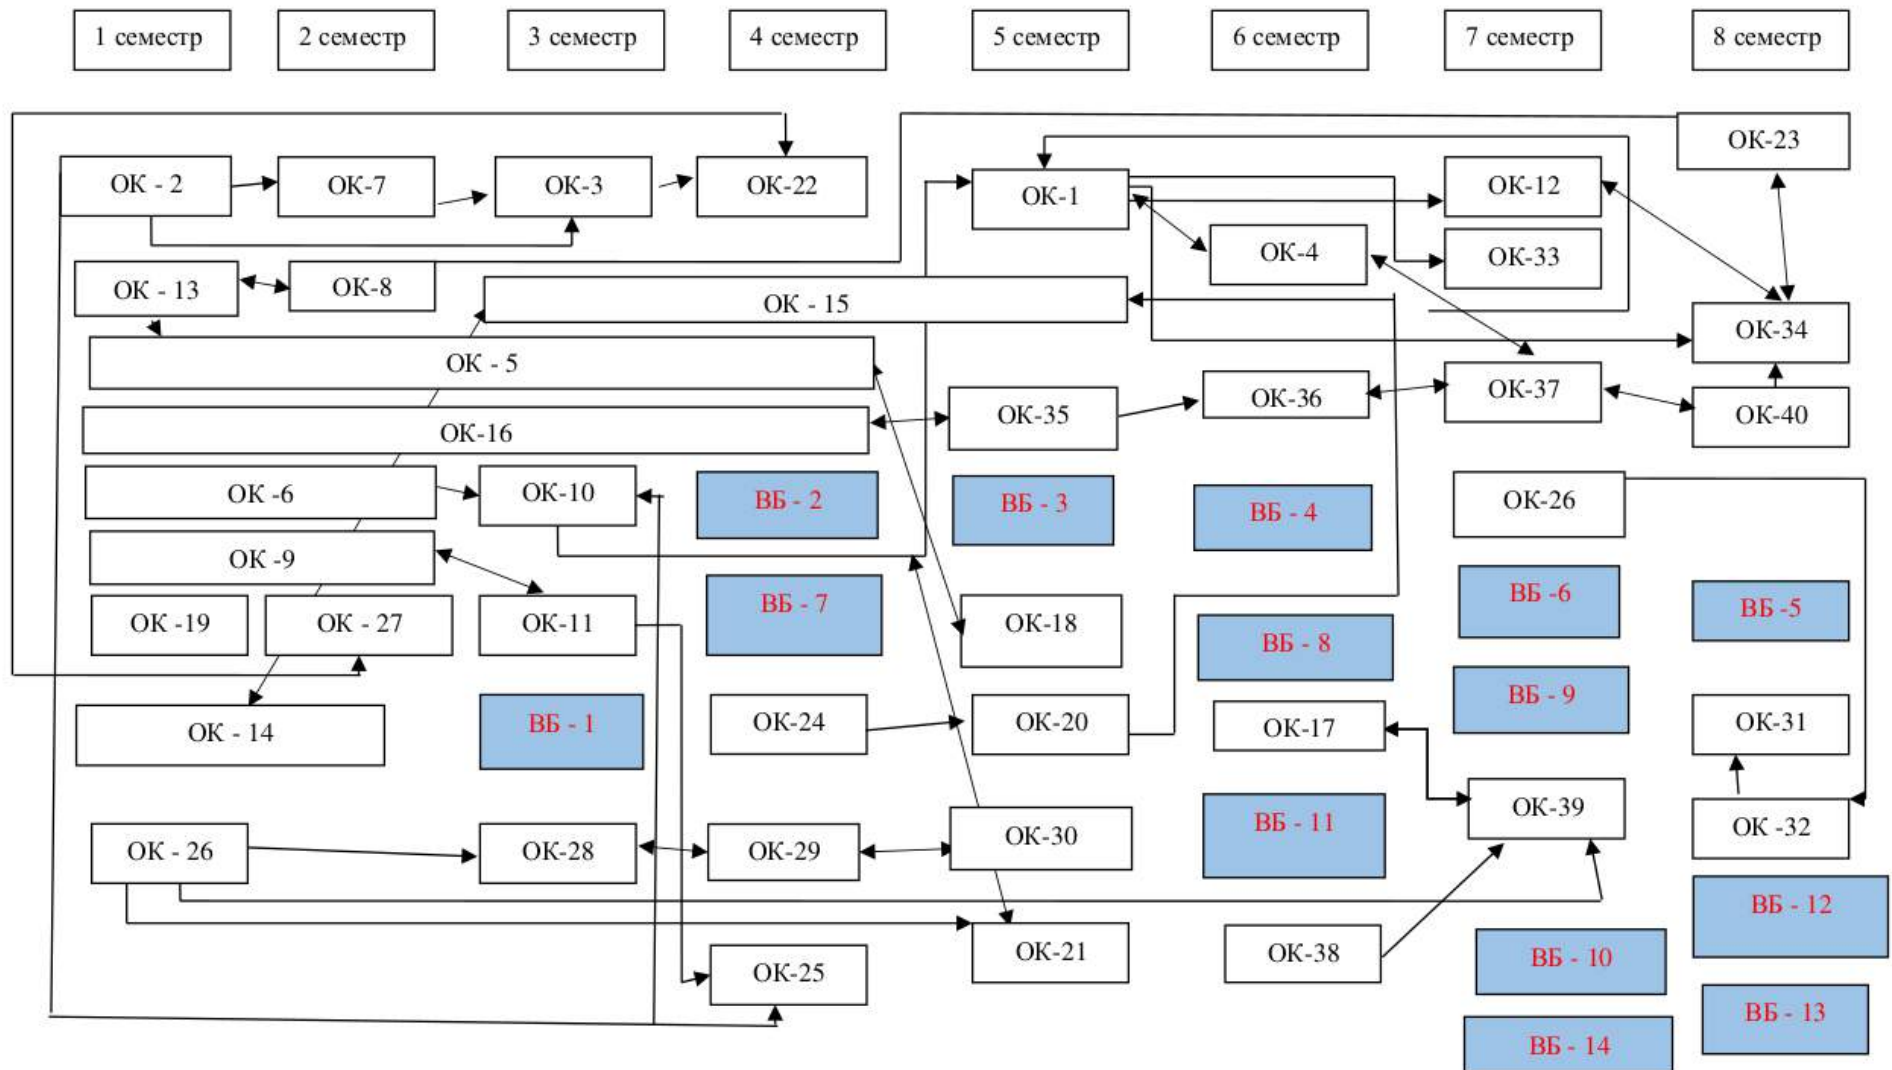 1 семестр
2 семестр
3 семестр
4 семестр
5 семестр
6 семестр
7 семестр
8 семестр
ОК-23
ОК - 2
ОК-7
ОК-3
ОК-22
ОК-1
ОК-12
ОК-4
ОК-33
ОК - 13
ОК-8
ОК - 15
ОК-34
ОК - 5
ОК-37
ОК-36
ОК-35
ОК-40
ОК-16
ОК -6
ОК-10
ВБ - 2
ВБ - 3
ВБ - 4
ОК-26
ОК -9
ОК -19
ОК - 27
ОК-11
ВБ - 7
ОК-18
ВБ - 8
ВБ -6
ВБ -5
ОК - 14
ВБ - 1
ОК-24
ОК-20
ОК-17
ВБ - 9
ОК-31
ОК-39
ОК - 26
ОК-28
ОК-29
ОК-30
ВБ - 11
ОК -32
ВБ - 12
ОК-25
ОК-21
ОК-38
ВБ - 10
ВБ - 13
ВБ - 14